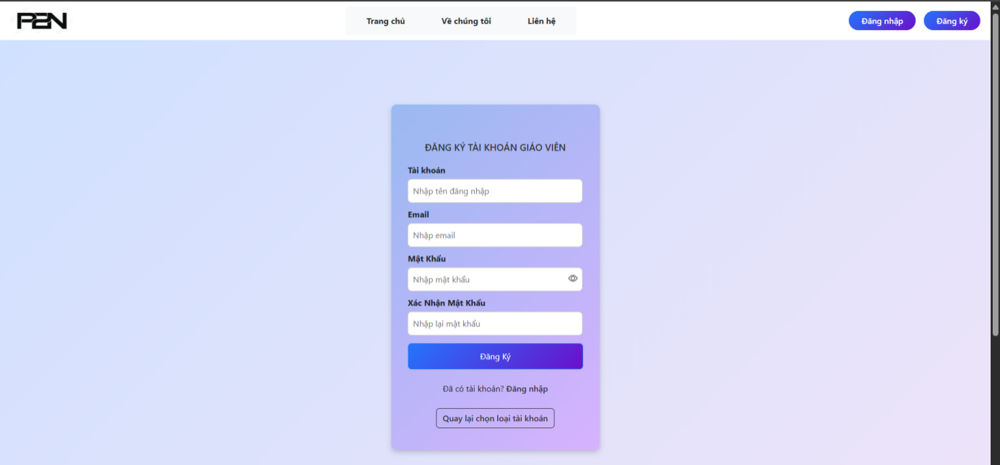 PEN
Trang chủ
Về chúng tôi
Liên hệ
Đăng nhập
Đăng ký
ĐĂNG KÝ TÀI KHOẢN GIÁO VIÊN
Tài khoản
Nhập tên đăng nhập
Email
Nhập email
Mật Khẩu
Nhập mật khẩu
Xác Nhận Mật Khẩu
Nhập lại mật khẩu
Đăng Ký
Đã có tài khoản? Đăng nhập
Quay lại chọn loại tài khoản